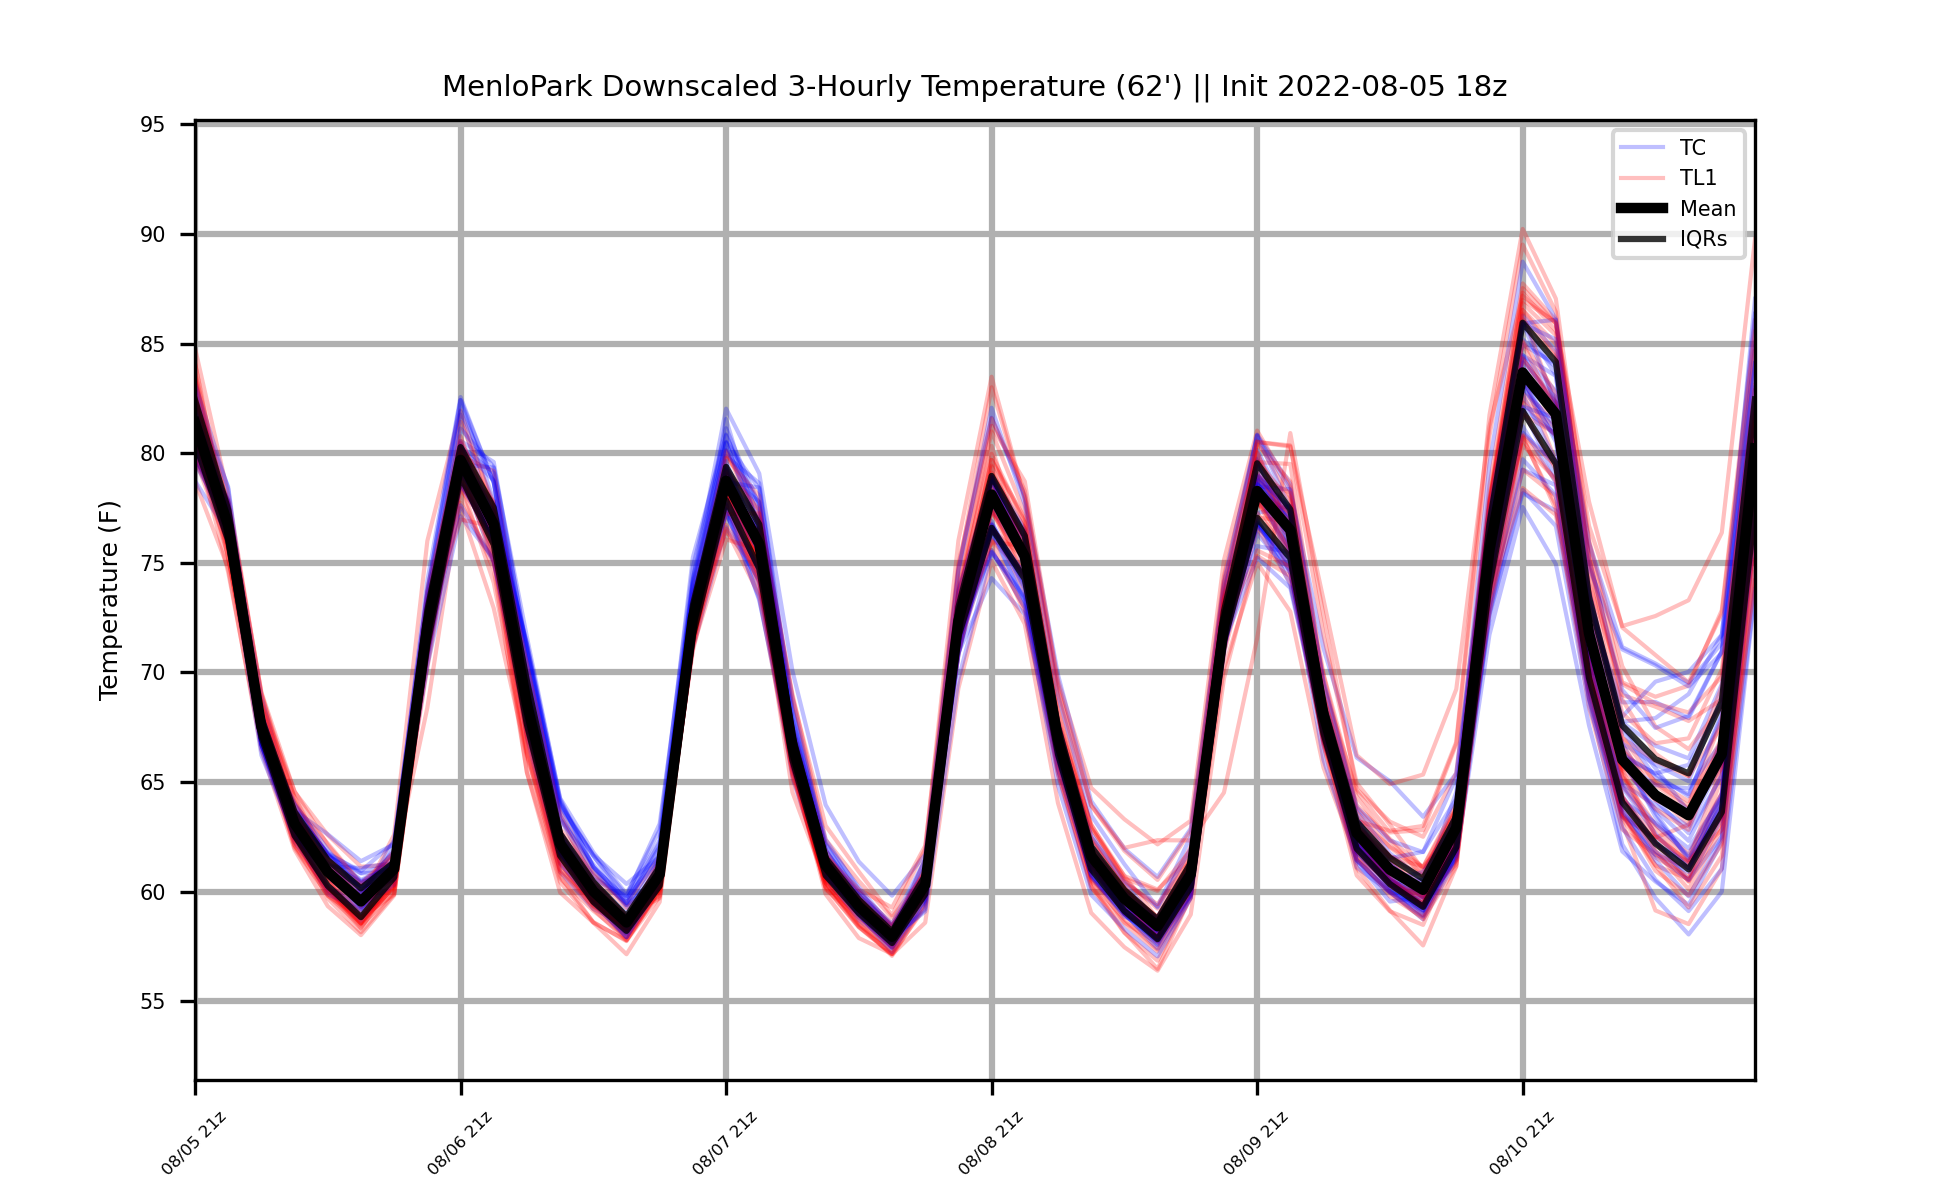 MenloPark Downscaled 3-Hourly Temperature (62') || Init 2022-08-05 18z
TC
TL1
Mean
IQRs
Temperature (F)
95
90
85
80
75
70
65
60
55
08/05 21z
08/06 21z
08/07 21z
08/08 21z
08/09 21z
08/10 21z